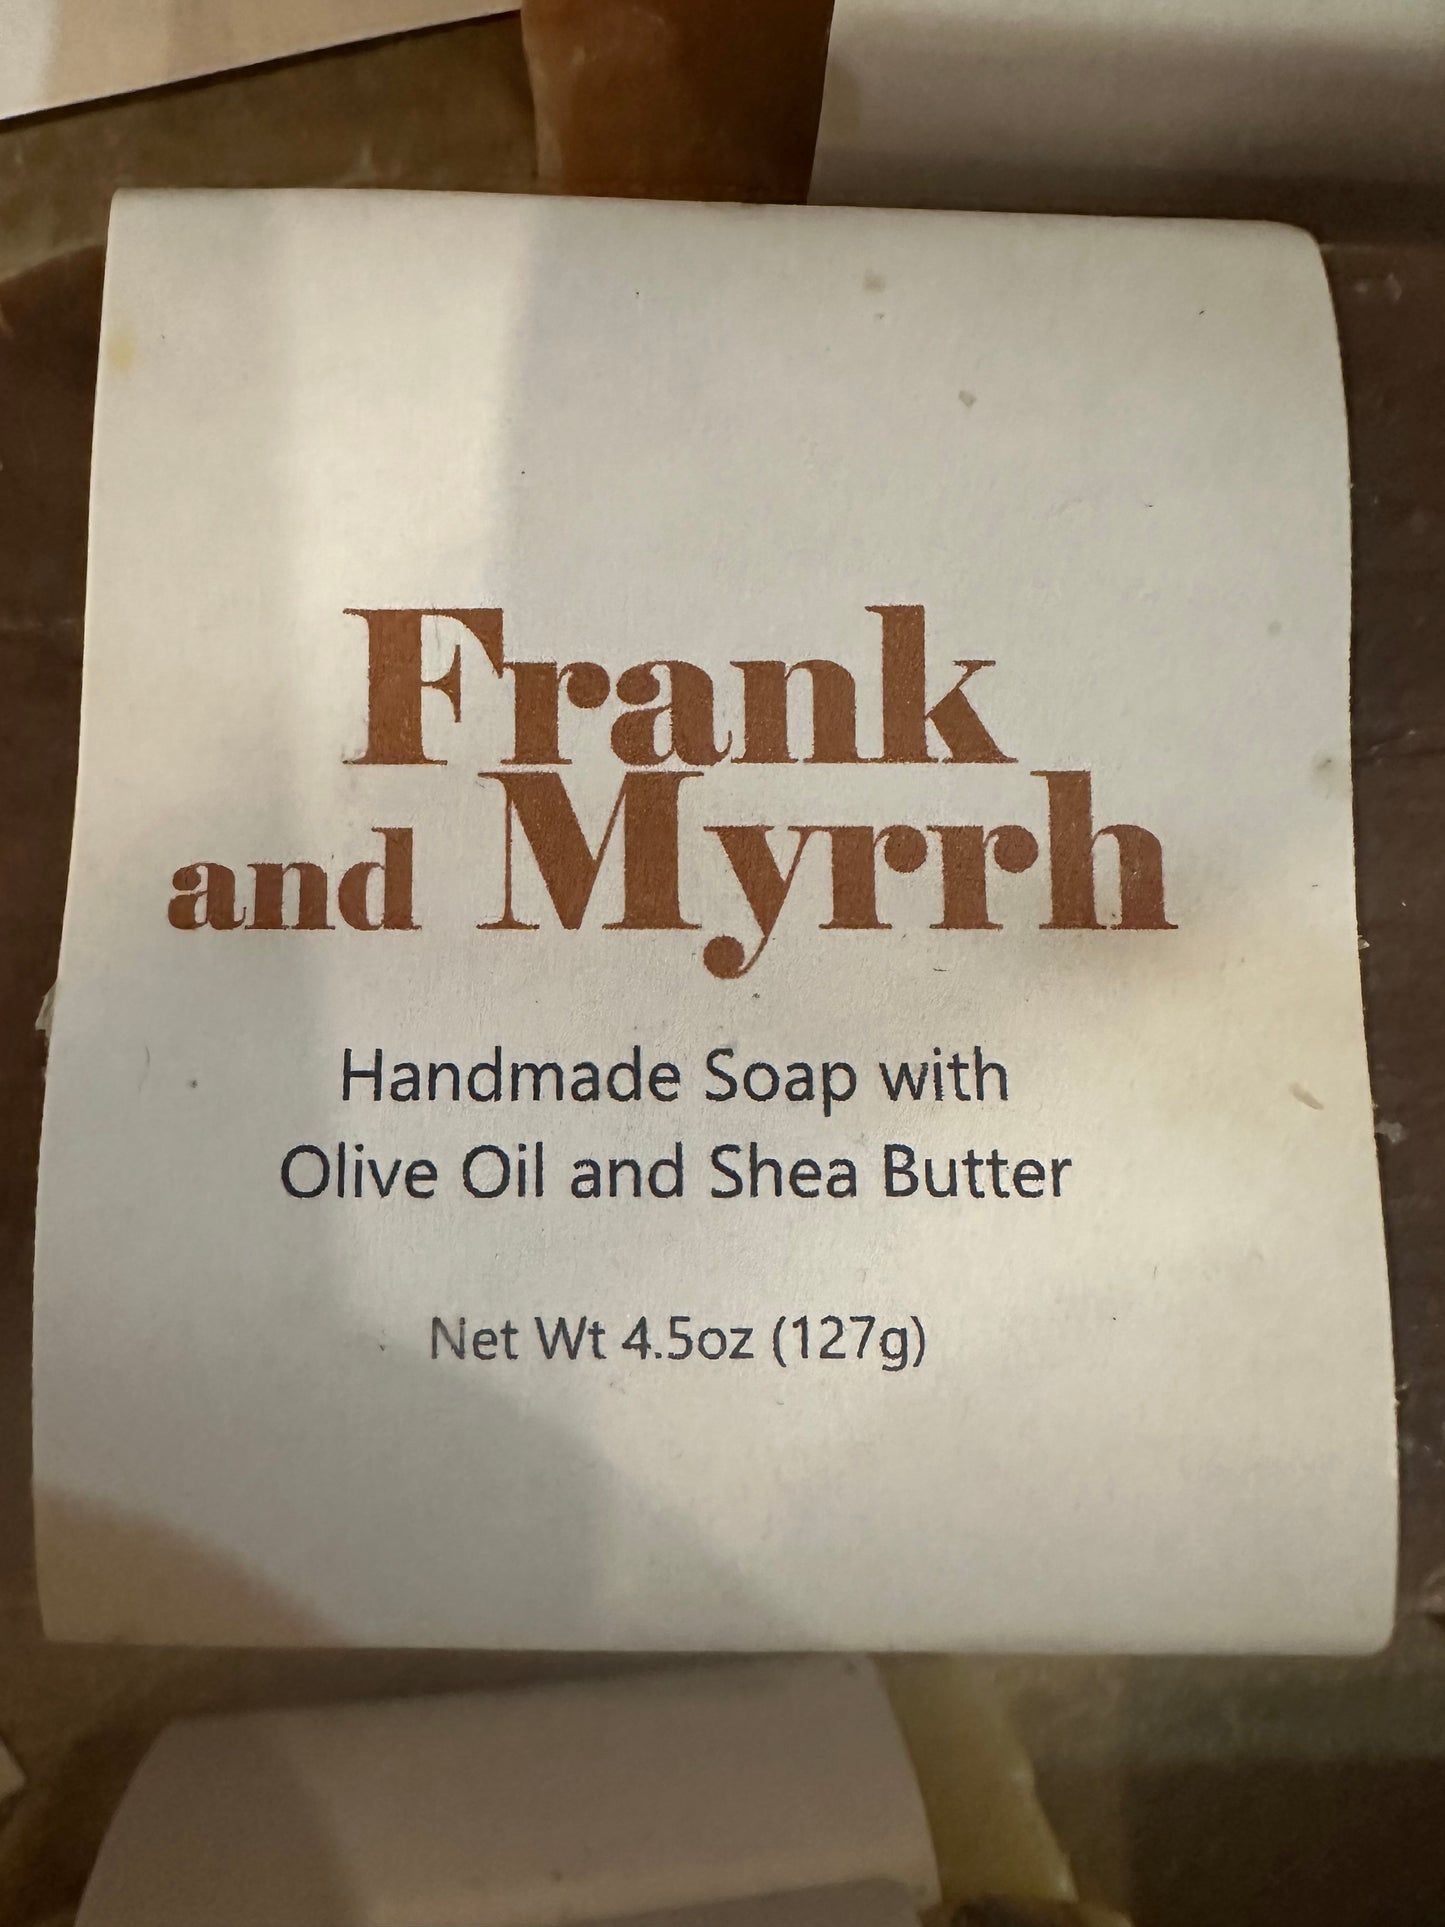 Frank
and Myrrh
Handmade Soap with
Olive Oil and Shea Butter
Net Wt 4.5oz (127g)